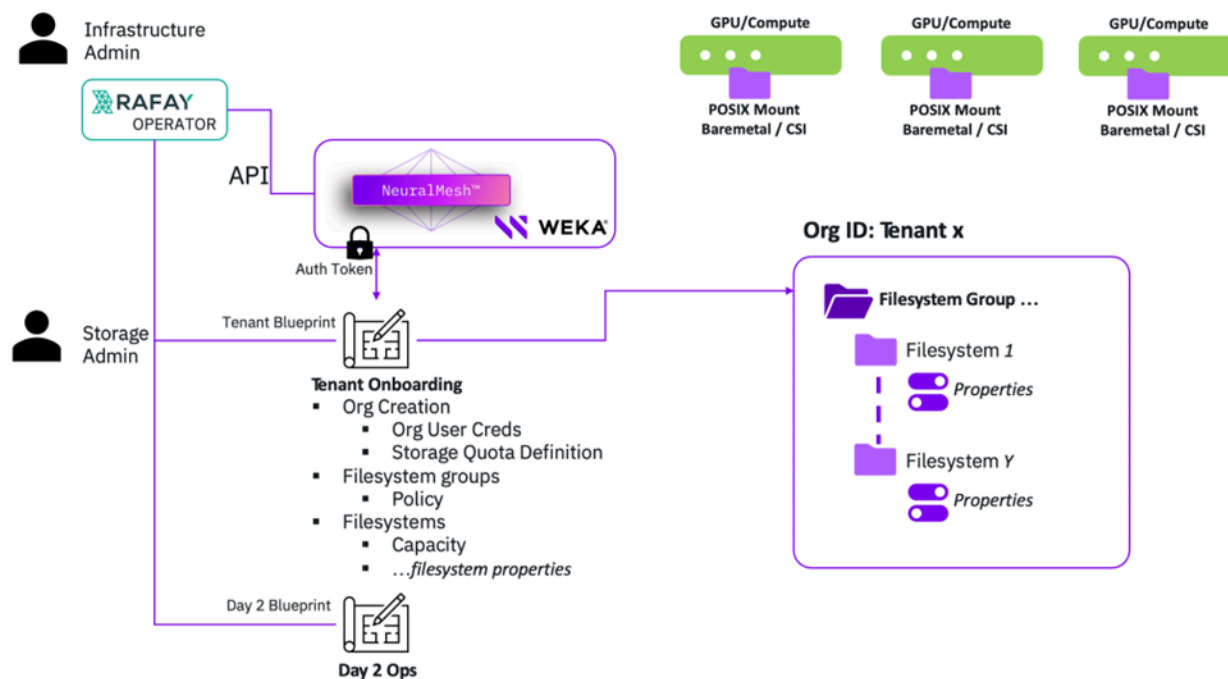 Infrastructure
Admin
RAFAY
OPERATOR
API
NeuralMesh™
WEKA®
Auth Token
GPU/Compute
POSIX Mount
Baremetal / CSI
GPU/Compute
POSIX Mount
Baremetal / CSI
GPU/Compute
POSIX Mount
Baremetal / CSI
Storage
Admin
Tenant Blueprint
Tenant Onboarding
▪ Org Creation
▪ Org User Creds
▪ Storage Quota Definition
▪ Filesystem groups
▪ Policy
▪ Filesystems
▪ Capacity
▪ …filesystem properties
Day 2 Blueprint
Day 2 Ops
Org ID: Tenant x
Filesystem Group …
Filesystem 1
Properties
Filesystem Y
Properties